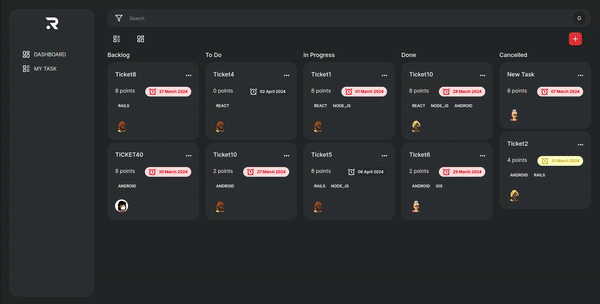 Search
G
DASHBOARD
MY TASK
Backlog
To Do
In Progress
Done
Cancelled
Ticket8
8 points
27 March 2024
RAILS
TICKET40
8 points
30 March 2024
ANDROID
Ticket4
0 points
02 April 2024
REACT
Ticket10
2 points
27 March 2024
ANDROID
Ticket1
8 points
01 March 2024
REACT NODE_JS
Ticket5
8 points
06 April 2024
RAILS NODE_JS
Ticket10
8 points
28 March 2024
REACT NODE_JS ANDROID
Ticket6
2 points
29 March 2024
ANDROID IOS
New Task
8 points
07 March 2024
Ticket2
4 points
31 March 2024
ANDROID RAILS